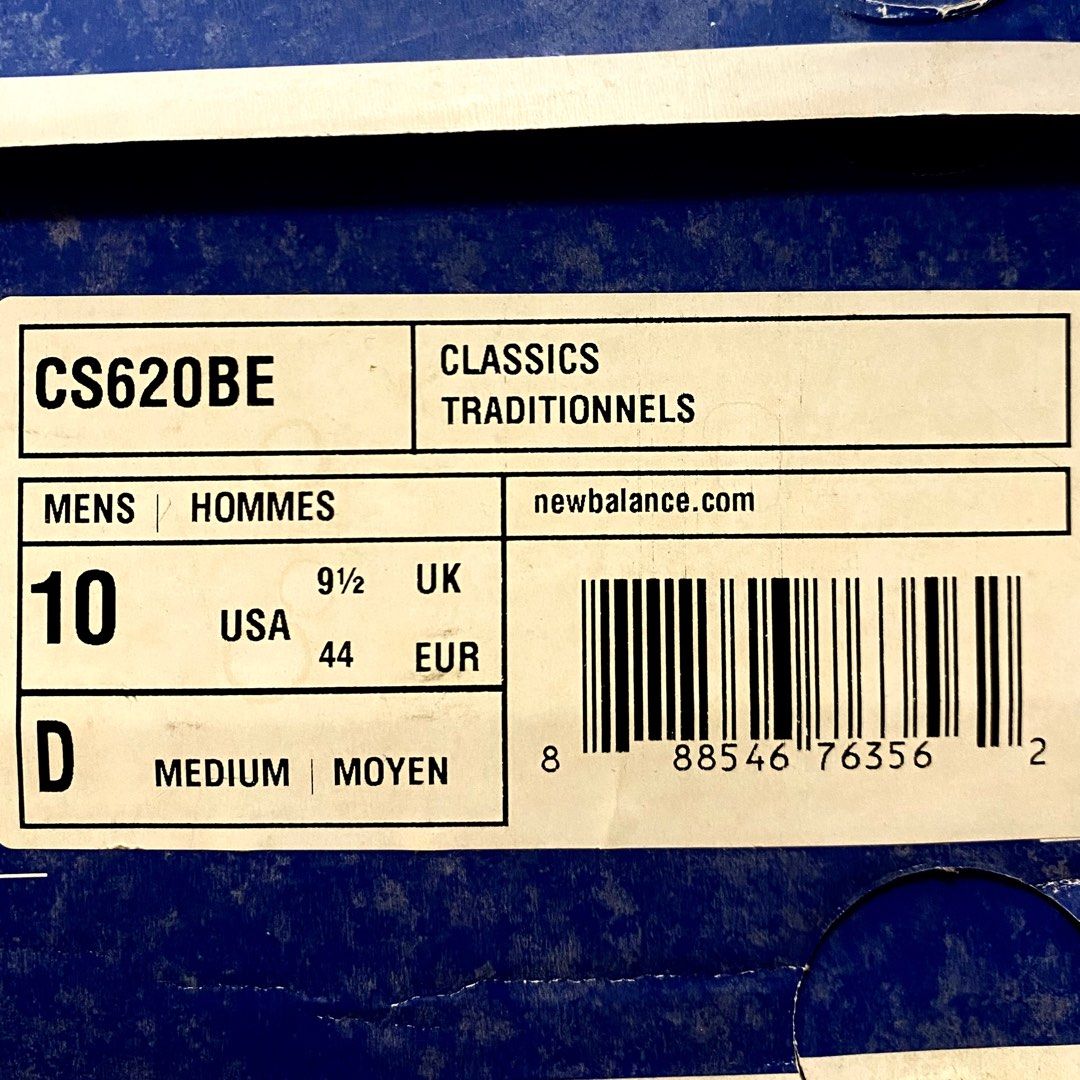 CS620BE
CLASSICS
TRADITIONNELS
MENS | HOMMES
newbalance.com
10 USA
9½ UK
44 EUR
D MEDIUM | MOYEN
8 88546 76356 2